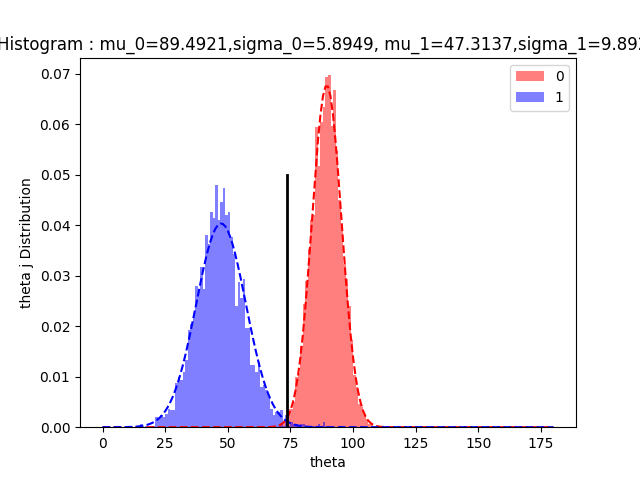 Histogram : mu_0=89.4921,sigma_0=5.8949, mu_1=47.3137,sigma_1=9.89
0.07
0.06
0.05
0.04
0.03
0.02
0.01
0.00
theta j Distribution
0
1
0 25 50 75 100 125 150 175
theta